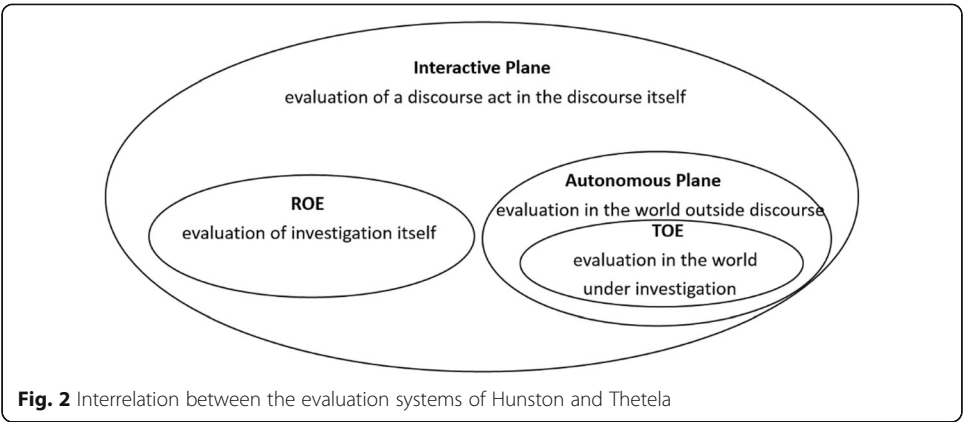 Interactive Plane
evaluation of a discourse act in the discourse itself
ROE
evaluation of investigation itself
Autonomous Plane
evaluation in the world outside discourse
TOE
evaluation in the world
under investigation
Fig. 2 Interrelation between the evaluation systems of Hunston and Thetela